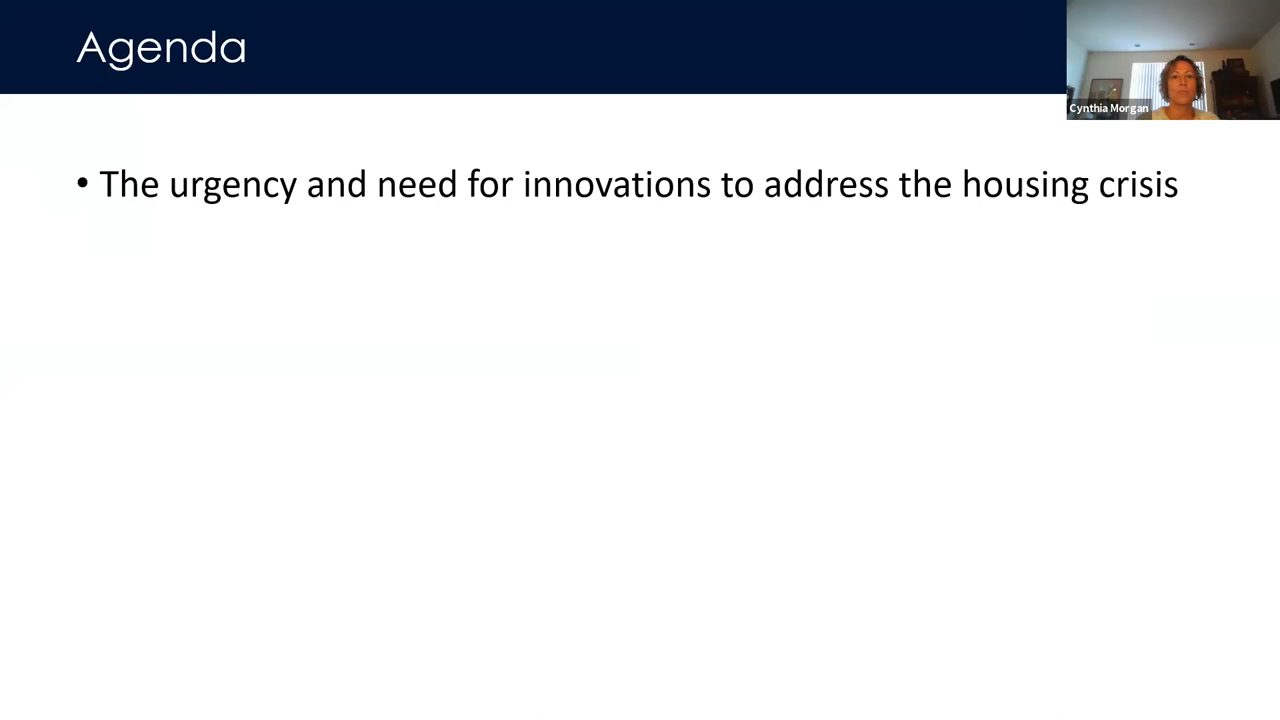 Agenda
Cynthia Morgan
• The urgency and need for innovations to address the housing crisis